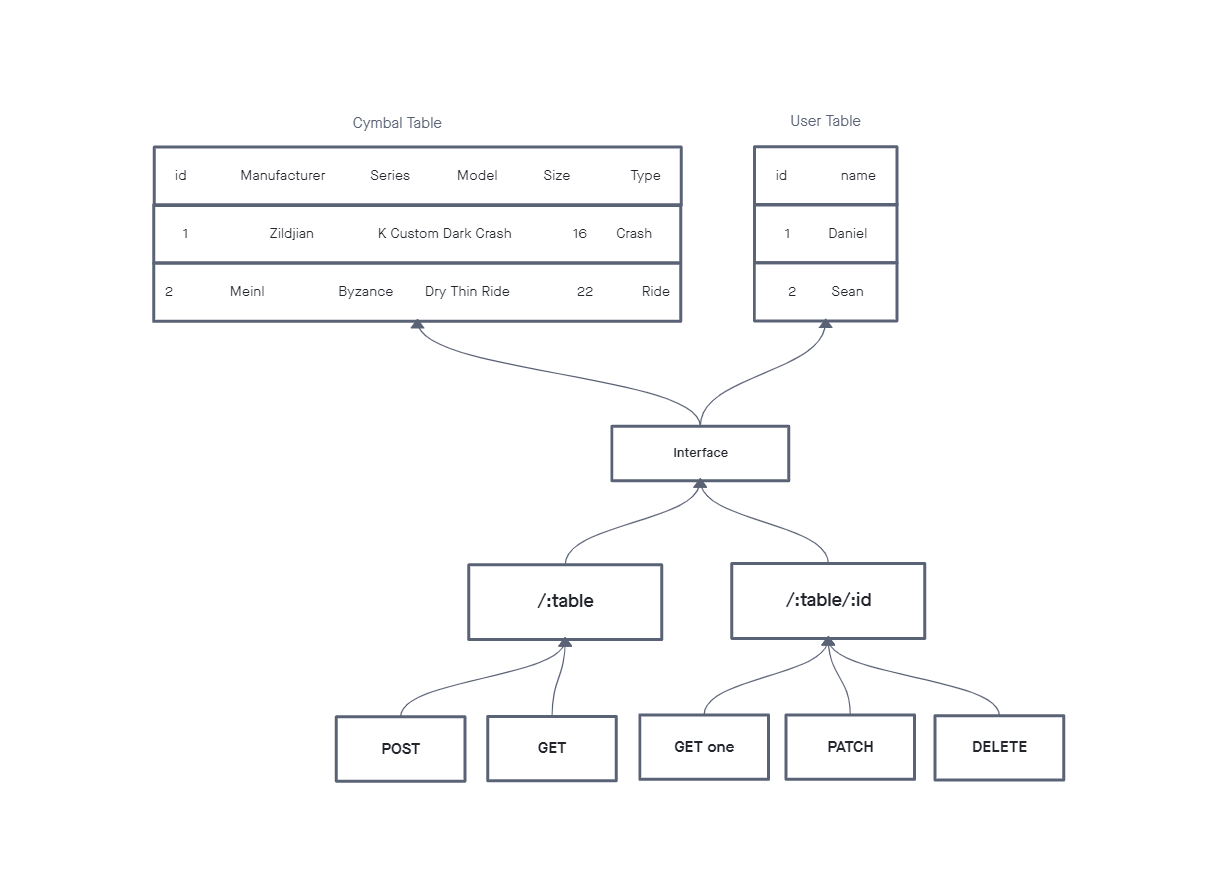 Cymbal Table
User Table
id Manufacturer Series Model Size Type
id name
1 Zildjian K Custom Dark Crash 16 Crash
1 Daniel
2 Meinl Byzance Dry Thin Ride 22 Ride
2 Sean
Interface
/:table
/:table/:id
POST
GET
GET one
PATCH
DELETE